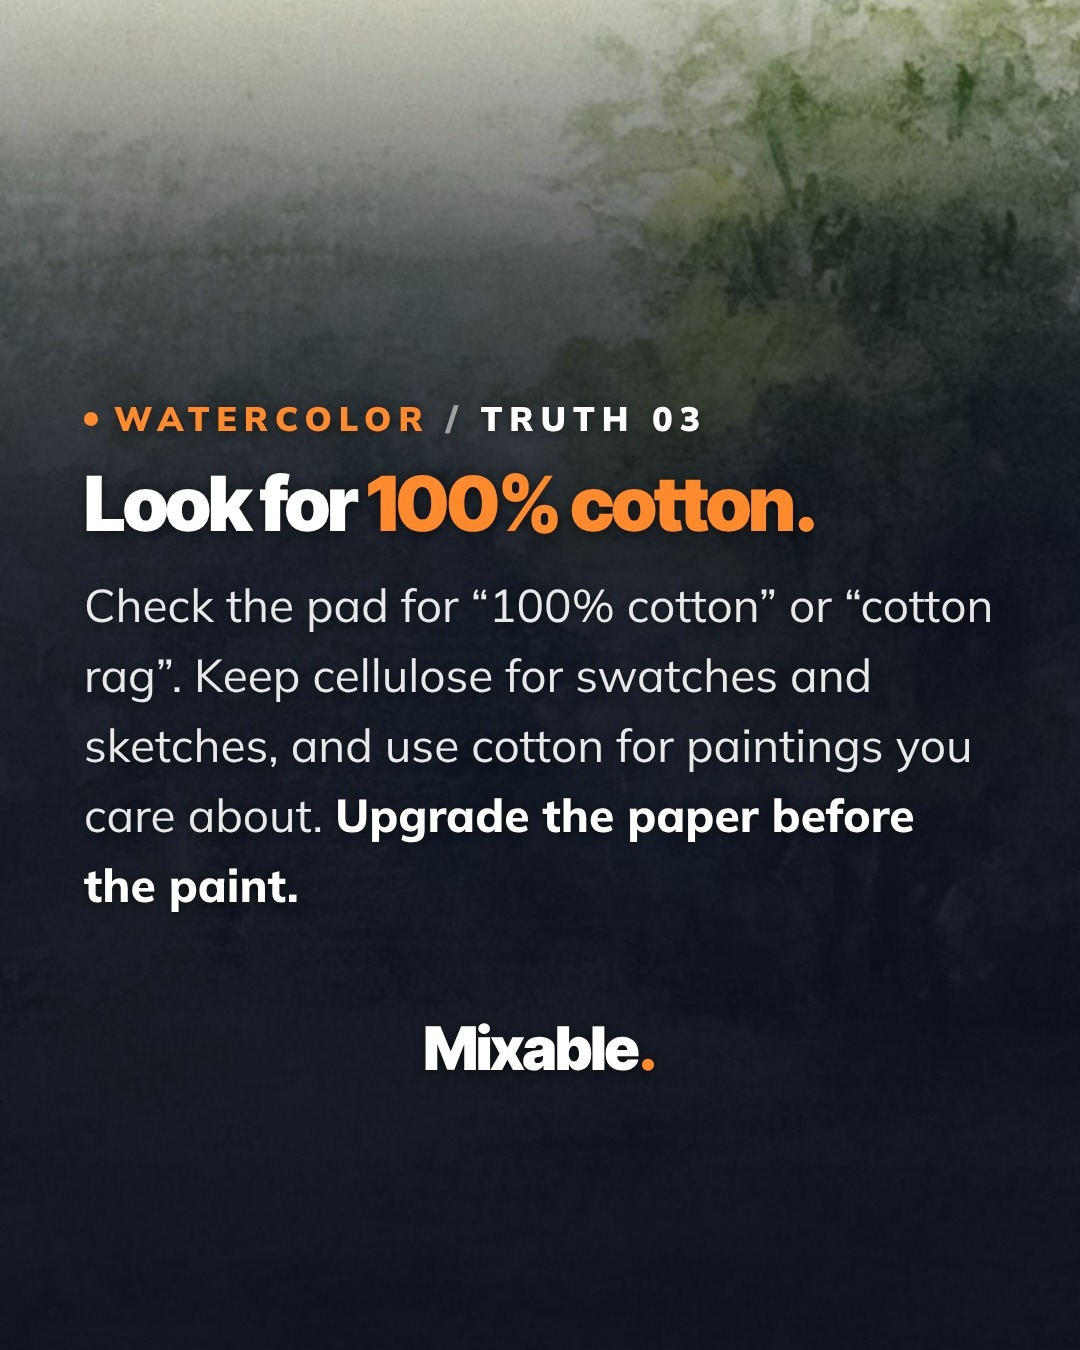 • WATERCOLOR / TRUTH 03
Look for 100% cotton.
Check the pad for “100% cotton” or “cotton
rag”. Keep cellulose for swatches and
sketches, and use cotton for paintings you
care about. Upgrade the paper before
the paint.
Mixable.